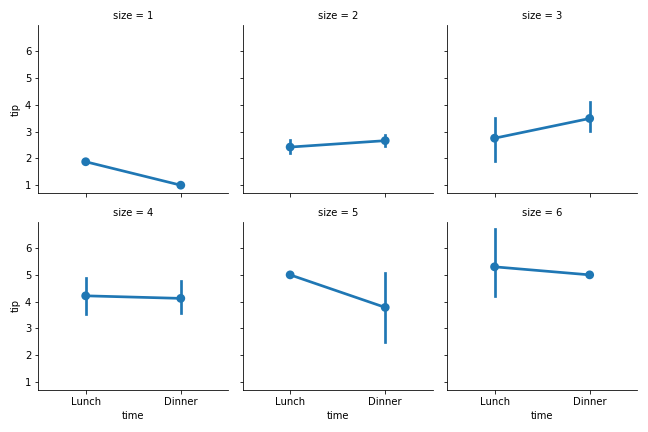 size = 1
size = 2
size = 3
6
5
4
3
2
1
tip
size = 4
size = 5
size = 6
6
5
4
3
2
1
tip
Lunch Dinner
time
Lunch Dinner
time
Lunch Dinner
time